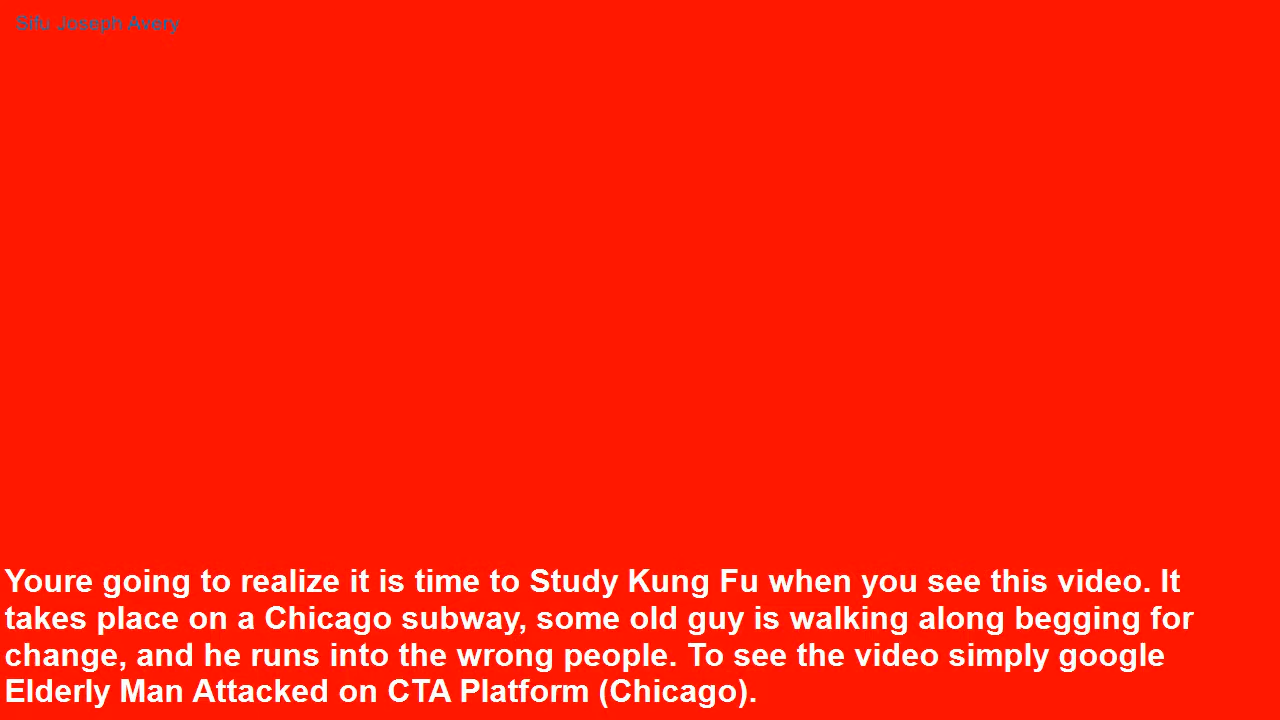 Sifu Joseph Avery
Youre going to realize it is time to Study Kung Fu when you see this video. It
takes place on a Chicago subway, some old guy is walking along begging for
change, and he runs into the wrong people. To see the video simply google
Elderly Man Attacked on CTA Platform (Chicago).